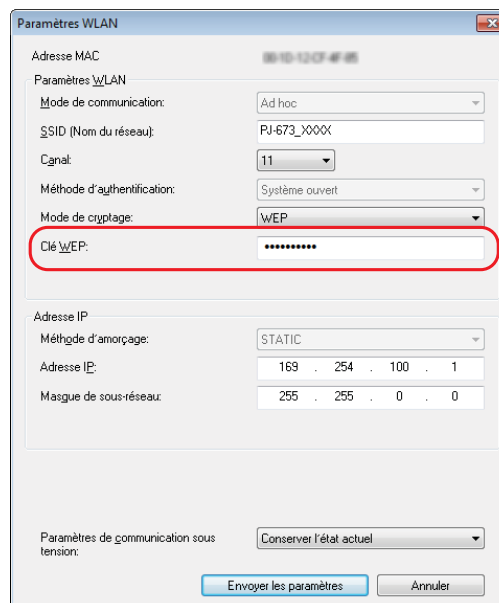 Paramètres WLAN
Adresse MAC
Paramètres WLAN
Mode de communication: Ad hoc
SSID (Nom du réseau): PJ-673_XXXX
Canal: 11
Méthode d'authentification: Système ouvert
Mode de cryptage: WEP
Clé WEP: ••••••••••
Adresse IP
Méthode d'amorçage: STATIC
Adresse IP: 169 . 254 . 100 . 1
Masgue de sous-réseau: 255 . 255 . 0 . 0
Paramètres de communication sous Conserver l'état actuel
tension:
Envoyer les paramètres Annuler